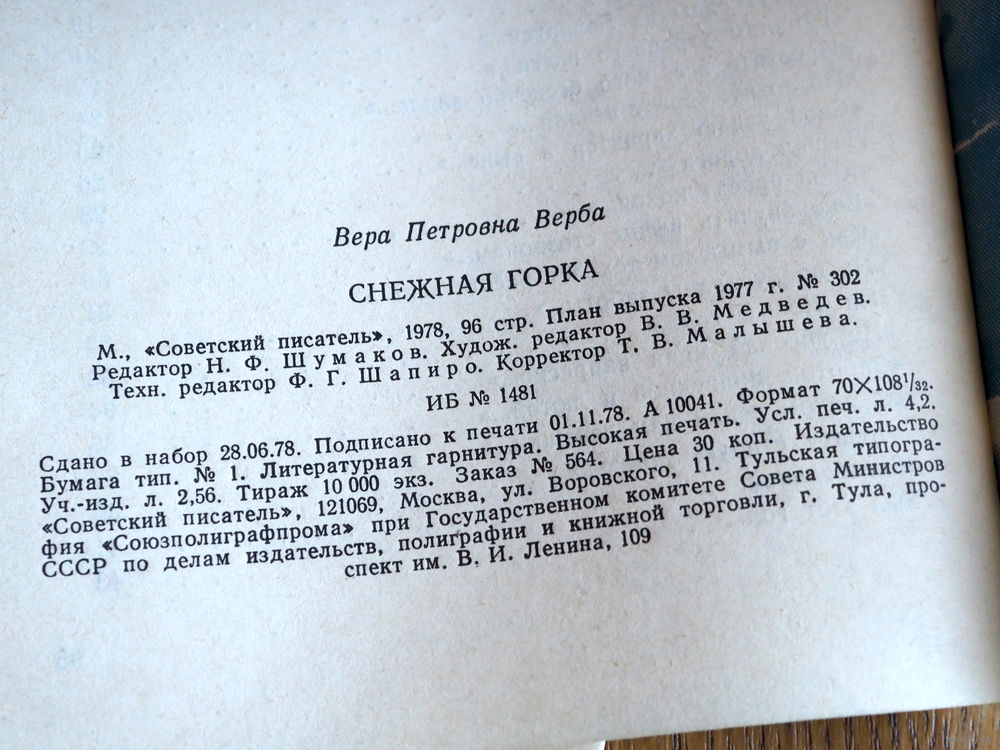 Вера Петровна Верба
СНЕЖНАЯ ГОРКА
М., «Советский писатель», 1978, 96 стр. План выпуска 1977 г. № 302
Редактор Н. Ф. Шумаков. Худож. редактор В. В. Медведев.
Техн. редактор Ф. Г. Шапиро. Корректор Т. В. Малышева.
ИБ № 1481
Сдано в набор 28.06.78. Подписано к печати 01.11.78. А 10041. Формат 70×108¹/₃₂.
Бумага тип. № 1. Литературная гарнитура. Высокая печать. Усл. печ. л. 4,2.
Уч.-изд. л. 2,56. Тираж 10 000 экз. Заказ № 564. Цена 30 коп. Издательство
«Советский писатель», 121069, Москва, ул. Воровского, 11. Тульская типогра-
фия «Союзполиграфпрома» при Государственном комитете Совета Министров
СССР по делам издательств, полиграфии и книжной торговли, г. Тула, про-
спект им. В. И. Ленина, 109